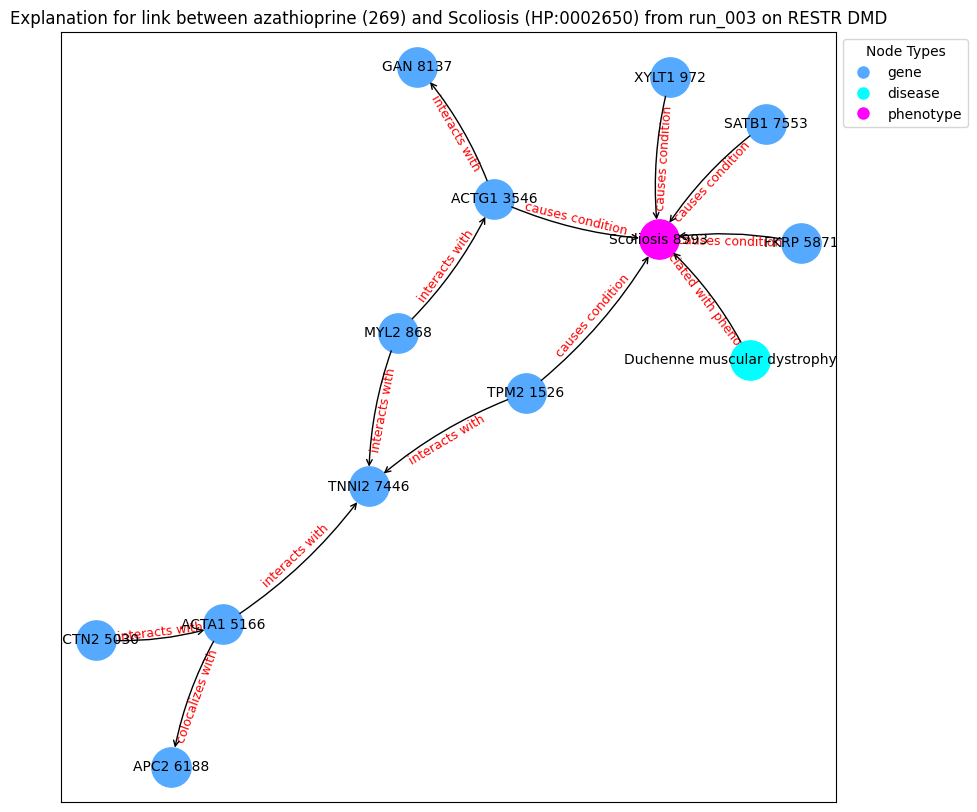 Explanation for link between azathioprine (269) and Scoliosis (HP:0002650) from run_003 on RESTR DMD
Node Types
gene
disease
phenotype
GAN 8137
XYLT1 972
SATB1 7553
interacts with
causes condition
causes condition
ACTG1 3546
causes condition
Scoliosis 8993
causes condition
FKRP 5871
interacts with
ciated with pheno
causes condition
MYL2 868
Duchenne muscular dystrophy
interacts with
TPM2 1526
interacts with
TNNI2 7446
interacts with
ACTA1 5166
CTN2 5030
interacts with
colocalizes with
APC2 6188